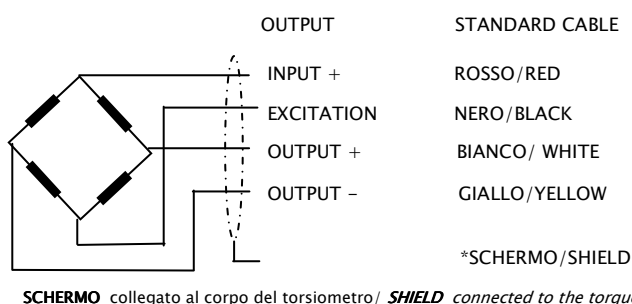 OUTPUT STANDARD CABLE
INPUT + ROSSO/RED
EXCITATION NERO/BLACK
OUTPUT + BIANCO/ WHITE
OUTPUT – GIALLO/YELLOW
*SCHERMO/SHIELD
SCHERMO collegato al corpo del torsiometro/ SHIELD connected to the torqu